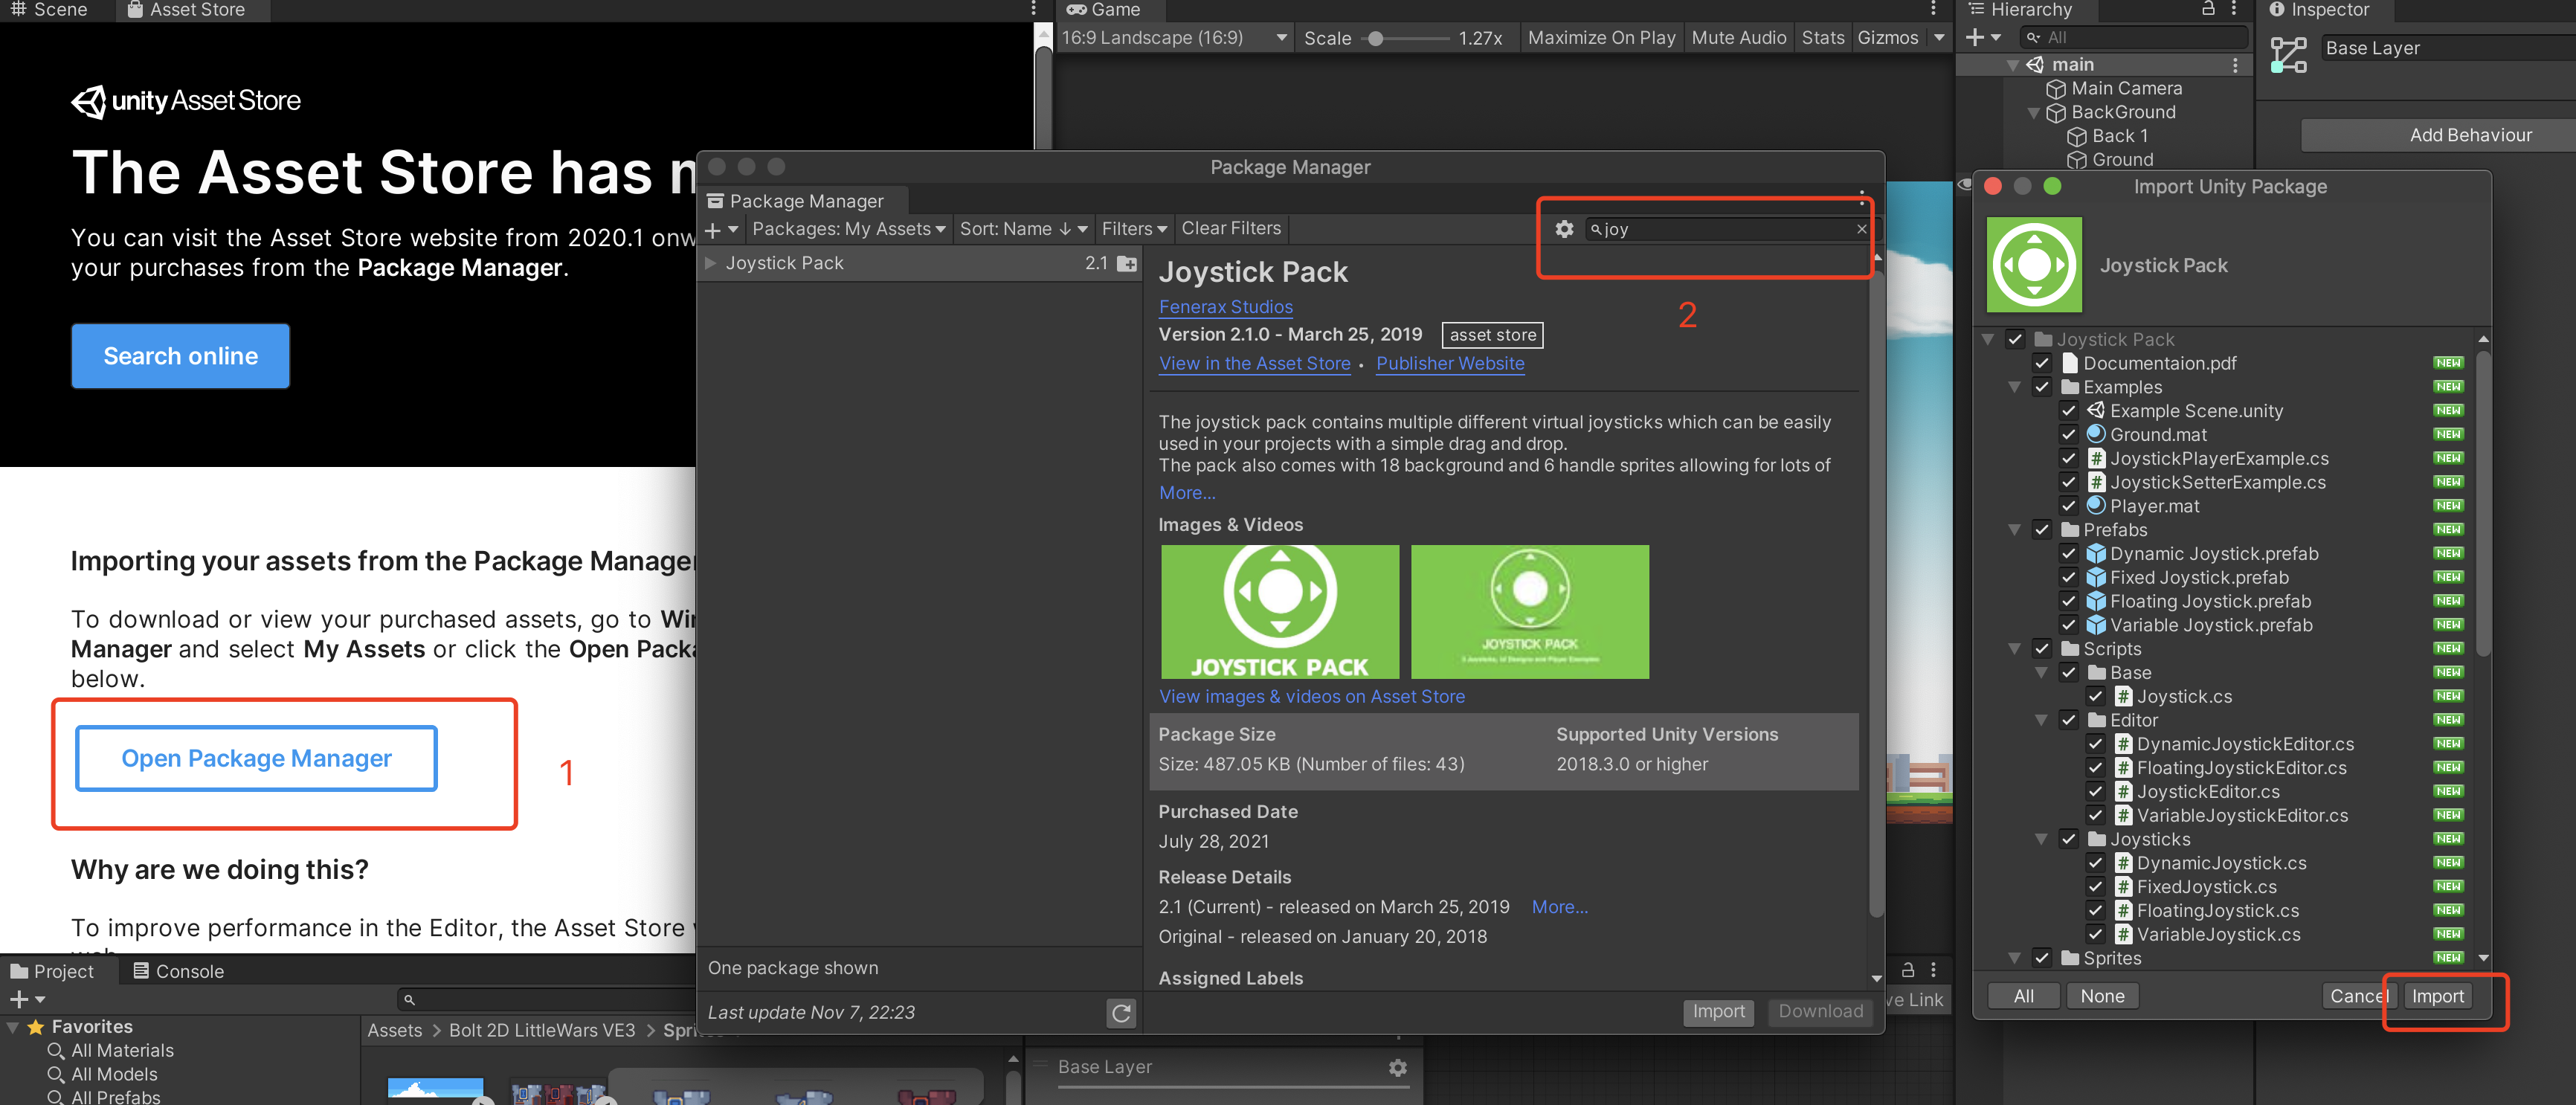 Scene
Asset Store
unity Asset Store
The Asset Store has
You can visit the Asset Store website from 2020.1
your purchases from the Package Manager.
Search online
Importing your assets from the Package Manager
To download or view your purchased assets, go to
Manager and select My Assets or click the Open
below.
Open Package Manager
1
Why are we doing this?
To improve performance in the Editor, the Asset Store
Game
16:9 Landscape (16:9)
Scale
1.27x
Maximize On Play
Mute Audio
Stats
Gizmos
Package Manager
Package Manager
Packages: My Assets
Sort: Name ↓
Filters
Clear Filters
joy
2
Joystick Pack
2.1
Joystick Pack
Fenerax Studios
Version 2.1.0 - March 25, 2019
asset store
View in the Asset Store • Publisher Website
The joystick pack contains multiple different virtual joysticks which can be easily
used in your projects with a simple drag and drop.
The pack also comes with 18 background and 6 handle sprites allowing for lots of
More...
Images & Videos
JOYSTICK PACK
JOYSTICK PACK
View images & videos on Asset Store
Package Size
Size: 487.05 KB (Number of files: 43)
Supported Unity Versions
2018.3.0 or higher
Purchased Date
July 28, 2021
Release Details
2.1 (Current) - released on March 25, 2019 More...
Original - released on January 20, 2018
Assigned Labels
One package shown
Last update Nov 7, 22:23
Import
Download
Hierarchy
All
main
Main Camera
BackGround
Back 1
Ground
Inspector
Base Layer
Add Behaviour
Import Unity Package
Joystick Pack
Joystick Pack
Documentaion.pdf NEW
Examples NEW
Example Scene.unity NEW
Ground.mat NEW
JoystickPlayerExample.cs NEW
JoystickSetterExample.cs NEW
Player.mat NEW
Prefabs NEW
Dynamic Joystick.prefab NEW
Fixed Joystick.prefab NEW
Floating Joystick.prefab NEW
Variable Joystick.prefab NEW
Scripts NEW
Base NEW
Joystick.cs NEW
Editor NEW
DynamicJoystickEditor.cs NEW
FloatingJoystickEditor.cs NEW
JoystickEditor.cs NEW
VariableJoystickEditor.cs NEW
Joysticks NEW
DynamicJoystick.cs NEW
FixedJoystick.cs NEW
FloatingJoystick.cs NEW
VariableJoystick.cs NEW
Sprites NEW
All
None
Cancel
Import
Link
Project
Console
Favorites
All Materials
All Models
All Prefabs
Assets > Bolt 2D LittleWars VE3 >
Base Layer